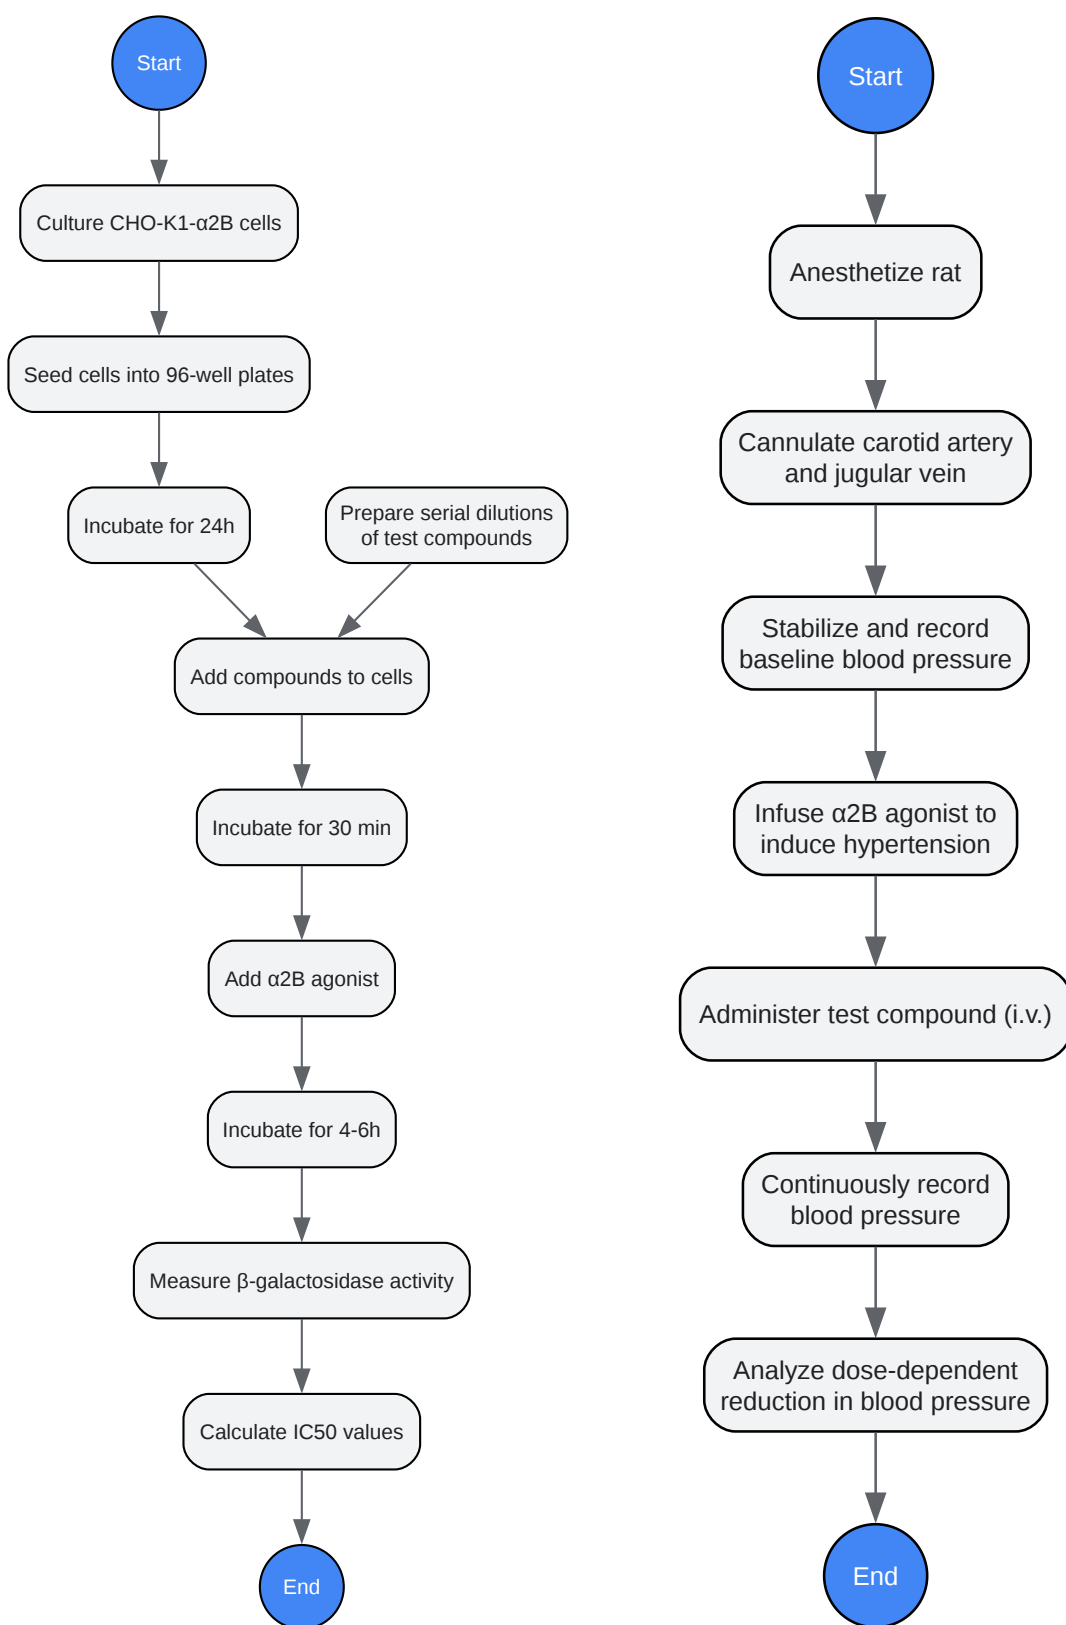 Start
Culture CHO-K1-α2B cells
Seed cells into 96-well plates
Incubate for 24h
Prepare serial dilutions
of test compounds
Add compounds to cells
Incubate for 30 min
Add α2B agonist
Incubate for 4-6h
Measure β-galactosidase activity
Calculate IC50 values
End
Start
Anesthetize rat
Cannulate carotid artery
and jugular vein
Stabilize and record
baseline blood pressure
Infuse α2B agonist to
induce hypertension
Administer test compound (i.v.)
Continuously record
blood pressure
Analyze dose-dependent
reduction in blood pressure
End